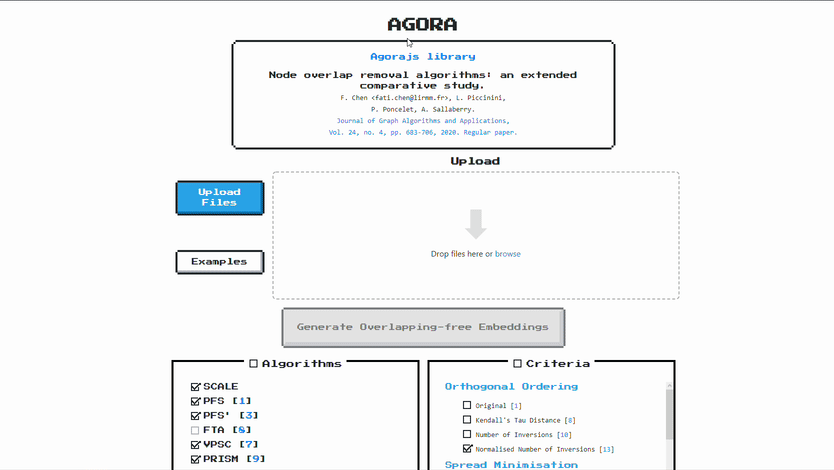 AGORA
Agorajs library
Node overlap removal algorithms: an extended
comparative study.
F. Chen <fati.chen@lirmm.fr>, L. Piccinini,
P. Poncelet, A. Sallaberry.
Journal of Graph Algorithms and Applications,
Vol. 24, no. 4, pp. 683-706, 2020. Regular paper.
Upload
Upload
Files
Drop files here or browse
Examples
Generate Overlapping-free Embeddings
Algorithms
SCALE
PFS [1]
PFS' [3]
FTA [6]
VPSC [7]
PRISM [9]
Criteria
Orthogonal Ordering
Original [1]
Kendall's Tau Distance [8]
Number of Inversions [10]
Normalised Number of Inversions [13]
Spread Minimisation